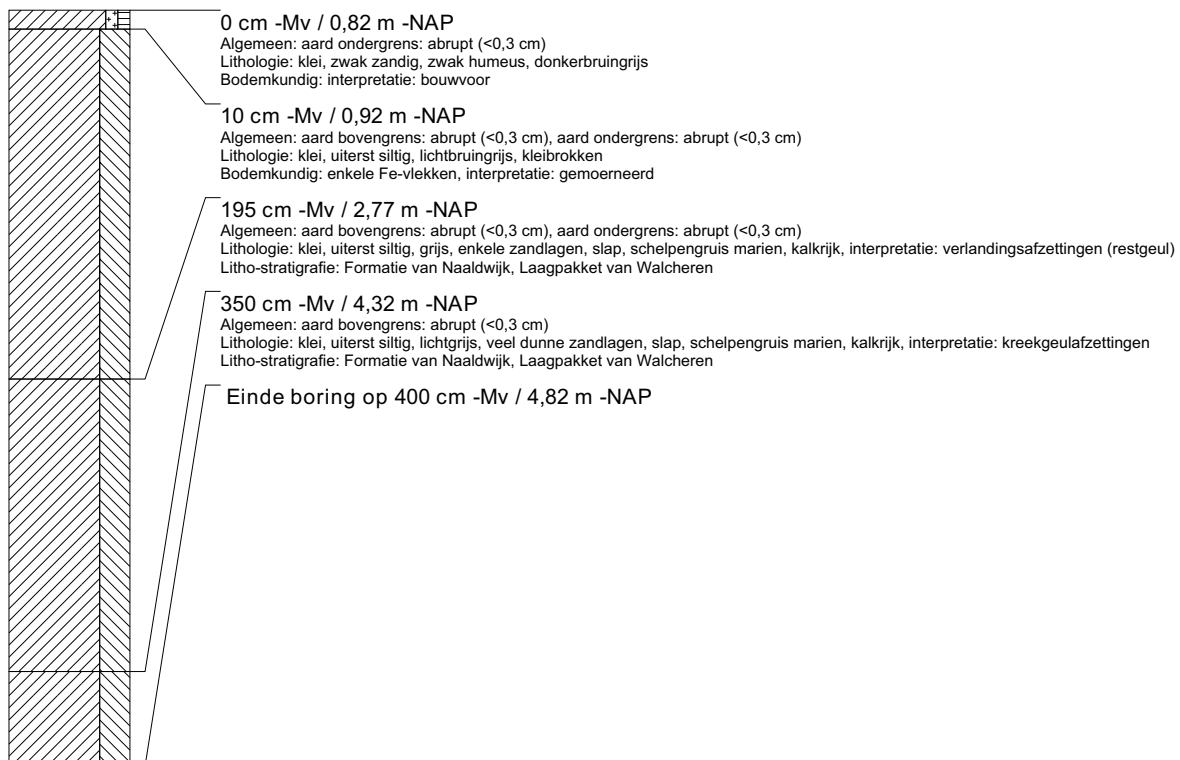 0 cm -Mv / 0,82 m -NAP
Algemeen: aard ondergrens: abrupt (<0,3 cm)
Lithologie: klei, zwak zandig, zwak humeus, donkerbruingrijs
Bodemkundig: interpretatie: bouwvoor
10 cm -Mv / 0,92 m -NAP
Algemeen: aard bovengrens: abrupt (<0,3 cm), aard ondergrens: abrupt (<0,3 cm)
Lithologie: klei, uiterst siltig, lichtbruingrijs, kleibrokken
Bodemkundig: enkele Fe-vlekken, interpretatie: gemoerneerd
195 cm -Mv / 2,77 m -NAP
Algemeen: aard bovengrens: abrupt (<0,3 cm), aard ondergrens: abrupt (<0,3 cm)
Lithologie: klei, uiterst siltig, grijs, enkele zandlagen, slap, schelpengruis marien, kalkrijk, interpretatie: verlandingsafzettingen (restgeul)
Litho-stratigrafie: Formatie van Naaldwijk, Laagpakket van Walcheren
350 cm -Mv / 4,32 m -NAP
Algemeen: aard bovengrens: abrupt (<0,3 cm)
Lithologie: klei, uiterst siltig, lichtgrijs, veel dunne zandlagen, slap, schelpengruis marien, kalkrijk, interpretatie: kreekgeulafzettingen
Litho-stratigrafie: Formatie van Naaldwijk, Laagpakket van Walcheren
Einde boring op 400 cm -Mv / 4,82 m -NAP